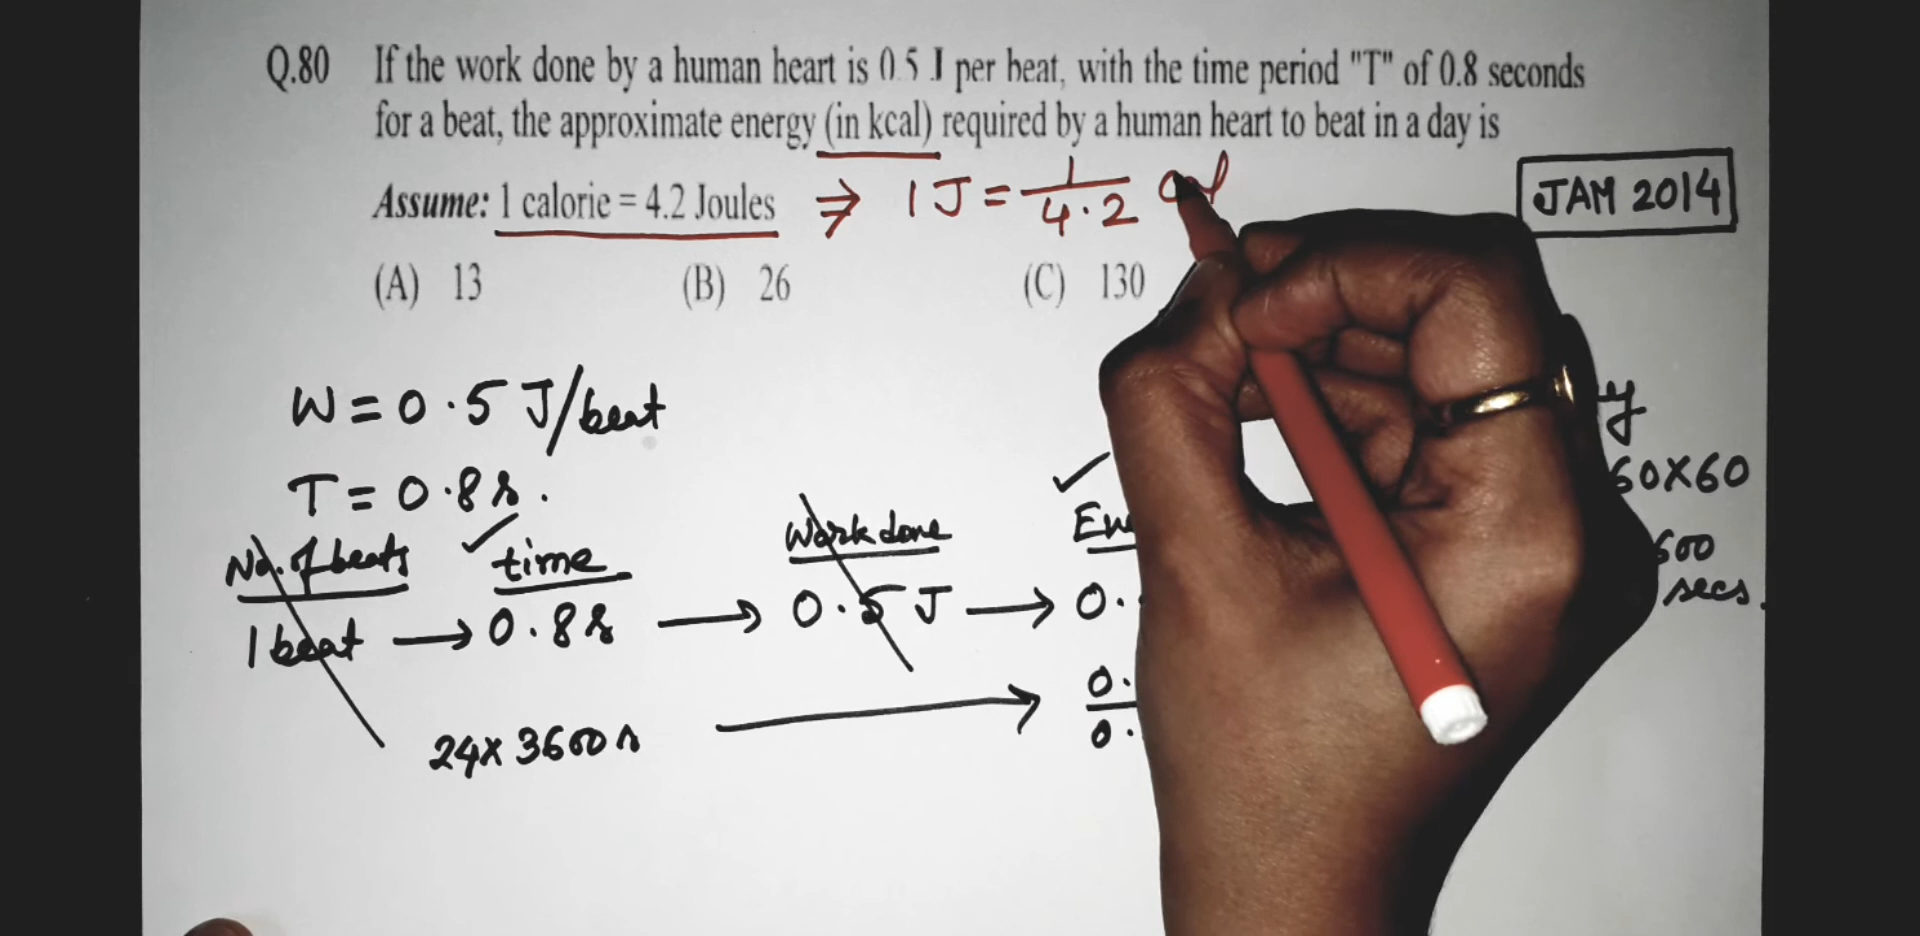 Q.80 If the work done by a human heart is 0.5 J per beat, with the time period "T" of 0.8 seconds
for a beat, the approximate energy (in kcal) required by a human heart to beat in a day is
Assume: 1 calorie = 4.2 Joules ⇒ 1 J = 1/4.2 cal
JAM 2014
(A) 13 (B) 26 (C) 130
W = 0.5 J/beat
T = 0.8 s.
60X60
secs.
No. of beats time Work done
1 beat → 0.8 s → 0.5 J → 0.
24 x 3600 s → 0. / 0.